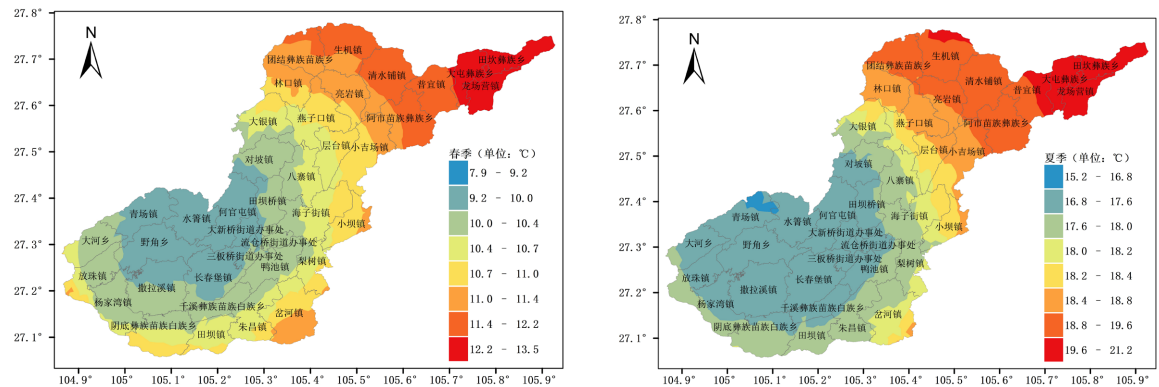 27.8°
27.7°
27.6°
27.5°
27.4°
27.3°
27.2°
27.1°
N
生机镇
团结彝族苗族乡
田坎彝族乡
清水铺镇
大屯彝族乡
林口镇
普宜镇
龙场营镇
亮岩镇
大银镇
燕子口镇
阿市苗族彝族乡
层台镇
小吉场镇
对坡镇
八寨镇
田坝桥镇
青场镇
何官屯镇
水箐镇
海子街镇
小坝镇
大新桥街道办事处
大河乡
野角乡
流仓桥街道办事处
三板桥街道办事处
梨树镇
鸭池镇
放珠镇
长春堡镇
撒拉溪镇
杨家湾镇
千溪彝族苗族白族乡
岔河镇
阴底彝族苗族白族乡
朱昌镇
田坝镇
春季（单位：℃）
7.9 - 9.2
9.2 - 10.0
10.0 - 10.4
10.4 - 10.7
10.7 - 11.0
11.0 - 11.4
11.4 - 12.2
12.2 - 13.5
104.9° 105° 105.1° 105.2° 105.3° 105.4° 105.5° 105.6° 105.7° 105.8° 105.9°
27.8°
27.7°
27.6°
27.5°
27.4°
27.3°
27.2°
27.1°
N
生机镇
团结彝族苗族乡
田坎彝族乡
清水铺镇
大屯彝族乡
林口镇
普宜镇
龙场营镇
亮岩镇
大银镇
燕子口镇
阿市苗族彝族乡
层台镇
小吉场镇
对坡镇
八寨镇
田坝桥镇
青场镇
何官屯镇
水箐镇
海子街镇
小坝镇
大新桥街道办事处
大河乡
野角乡
流仓桥街道办事处
三板桥街道办事处
梨树镇
鸭池镇
放珠镇
长春堡镇
撒拉溪镇
杨家湾镇
千溪彝族苗族白族乡
岔河镇
阴底彝族苗族白族乡
朱昌镇
田坝镇
夏季（单位：℃）
15.2 - 16.8
16.8 - 17.6
17.6 - 18.0
18.0 - 18.2
18.2 - 18.4
18.4 - 18.8
18.8 - 19.6
19.6 - 21.2
104.9° 105° 105.1° 105.2° 105.3° 105.4° 105.5° 105.6° 105.7° 105.8° 105.9°